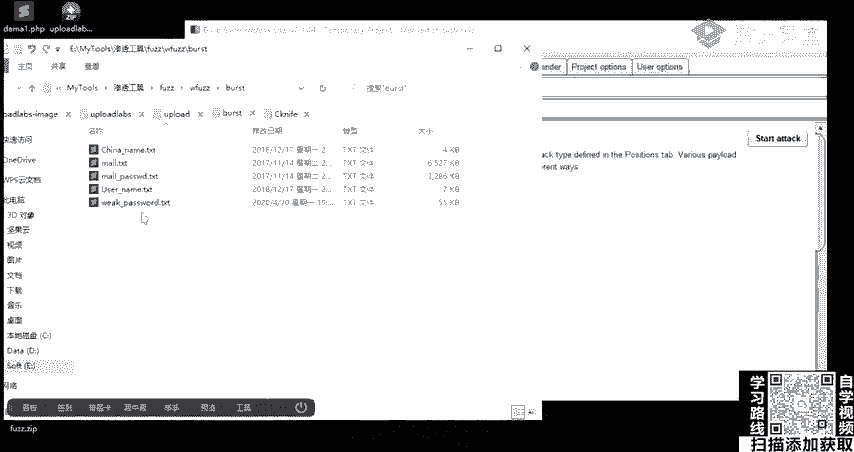 dama1.php uploadlab...
E:\MyTools\渗透工具\fuzz\wfuzz\burst
主页 共享 查看
MyTools > 渗透工具 > fuzz > wfuzz > burst
搜索"burst"
oadlabs-image × uploadlabs × upload × burst × Cknife ×
名称 修改日期 类型 大小
China_name.txt 2018/12/17 星期一 2... TXT 文件 4 KB
mail.txt 2017/11/14 星期二 2... TXT 文件 6,527 KB
mail_passwd.txt 2017/11/14 星期二 2... TXT 文件 3,286 KB
User_name.txt 2018/12/17 星期一 2... TXT 文件 7 KB
weak_password.txt 2020/4/20 星期一 15:... TXT 文件
快速访问
OneDrive
WPS云文档
此电脑
3D 对象
坚果云
视频
图片
文档
下载
音乐
桌面
本地磁盘 (C:)
Data (D:)
Soft (E:)
网络
工具
fuzz.zip
Project options User options
Start attack
ack type defined in the Positions tab. Various payload
erent ways
学习路线
自学视频
扫描添加获取